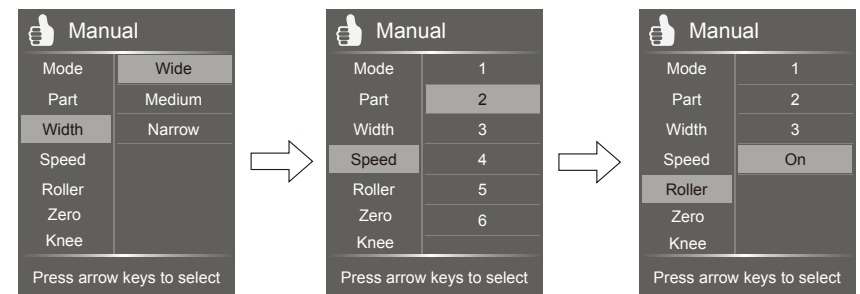 Manual
Mode Wide
Part Medium
Width Narrow
Speed
Roller
Zero
Knee
Press arrow keys to select
Manual
Mode 1
Part 2
Width 3
Speed 4
Roller 5
Zero 6
Knee
Press arrow keys to select
Manual
Mode 1
Part 2
Width 3
Speed On
Roller
Zero
Knee
Press arrow keys to select